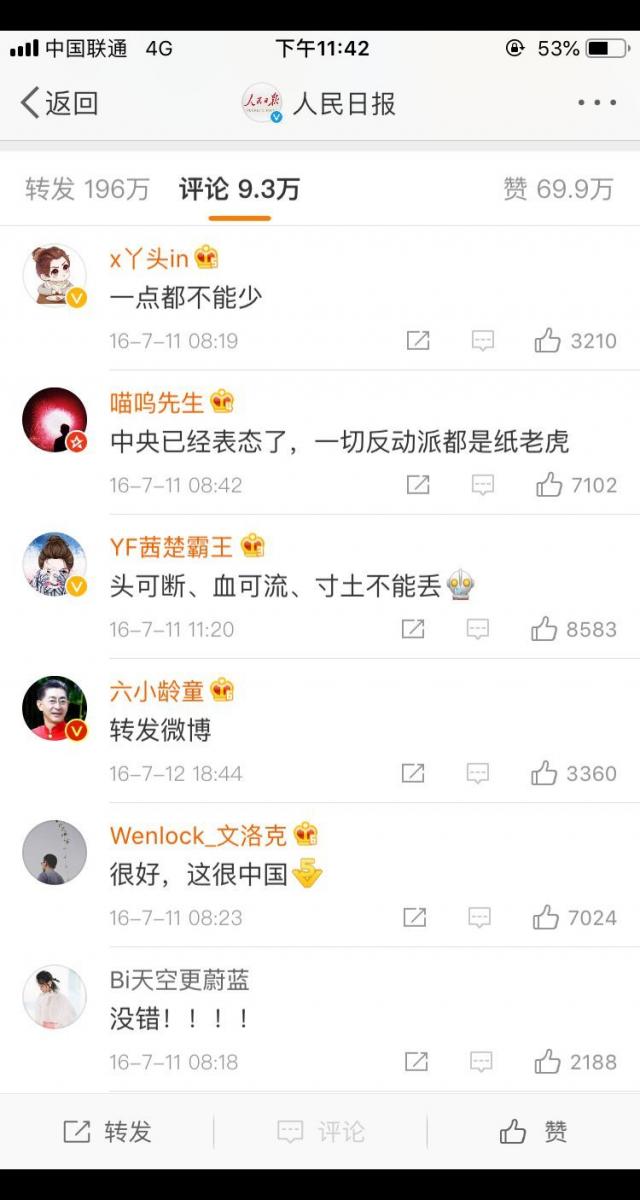 中国联通 4G 下午11:42 53%
返回 人民日报
转发 196万 评论 9.3万 赞 69.9万
x丫头in
一点都不能少
16-7-11 08:19 3210
喵呜先生
中央已经表态了，一切反动派都是纸老虎
16-7-11 08:42 7102
YF茜楚霸王
头可断、血可流、寸土不能丢
16-7-11 11:20 8583
六小龄童
转发微博
16-7-12 18:44 3360
Wenlock_文洛克
很好，这很中国
16-7-11 08:23 7024
Bi天空更蔚蓝
没错！！！！
16-7-11 08:18 2188
转发 评论 赞